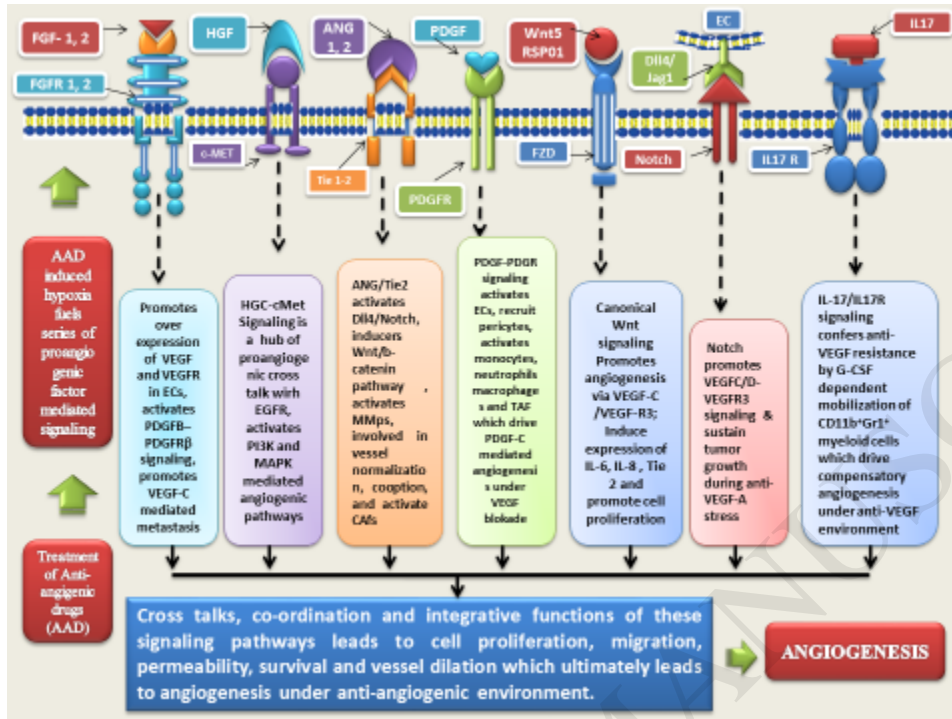 FGF- 1, 2
HGF
ANG
1, 2
PDGF
Wnt5
RSP01
EC
IL17
FGFR 1, 2
Dll4/
Jag1
c-MET
Tie 1-2
PDGFR
FZD
Notch
IL17 R
AAD
induced
hypoxia
fuels
series of
proangio
genic
factor
mediated
signaling
Treatment
of Anti-
angigenic
drugs
(AAD)
Promotes
over
expression
of VEGF
and VEGFR
in ECs,
activates
PDGFB–
PDGFRβ
signaling,
promotes
VEGF-C
mediated
metastasis
HGC-cMet
Signaling is
a hub of
proangioge
nic cross
talk wirh
EGFR,
activates
PI3K and
MAPK
mediated
angiogenic
pathways
ANG/Tie2
activates
Dll4/Notch,
inducers
Wnt/b-
catenin
pathway ,
activates
MMps,
involved in
vessel
normalizatio
n, cooption,
and activate
CAfs
PDGF-PDGR
signaling
activates
ECs, recruit
pericytes,
activates
monocytes,
neutrophils
macrophage
s and TAF
which drive
PDGF-C
mediated
angiogenesi
s under
VEGF
blokade
Canonical
Wnt
signaling
Promotes
angiogenesis
via VEGF-C
/VEGF-R3;
Induce
expression of
IL-6, IL-8 , Tie
2 and
promote cell
proliferation
Notch
promotes
VEGFC/D-
VEGFR3
signaling &
sustain
tumor
growth
during anti-
VEGF-A
stress
IL-17/IL17R
signaling
confers anti-
VEGF resistance
by G-CSF
dependent
mobilization of
CD11b⁺Gr1⁺
myeloid cells
which drive
compensatory
angiogenesis
under anti-VEGF
environment
Cross talks, co-ordination and integrative functions of these
signaling pathways leads to cell proliferation, migration,
permeability, survival and vessel dilation which ultimately leads
to angiogenesis under anti-angiogenic environment.
ANGIOGENESIS